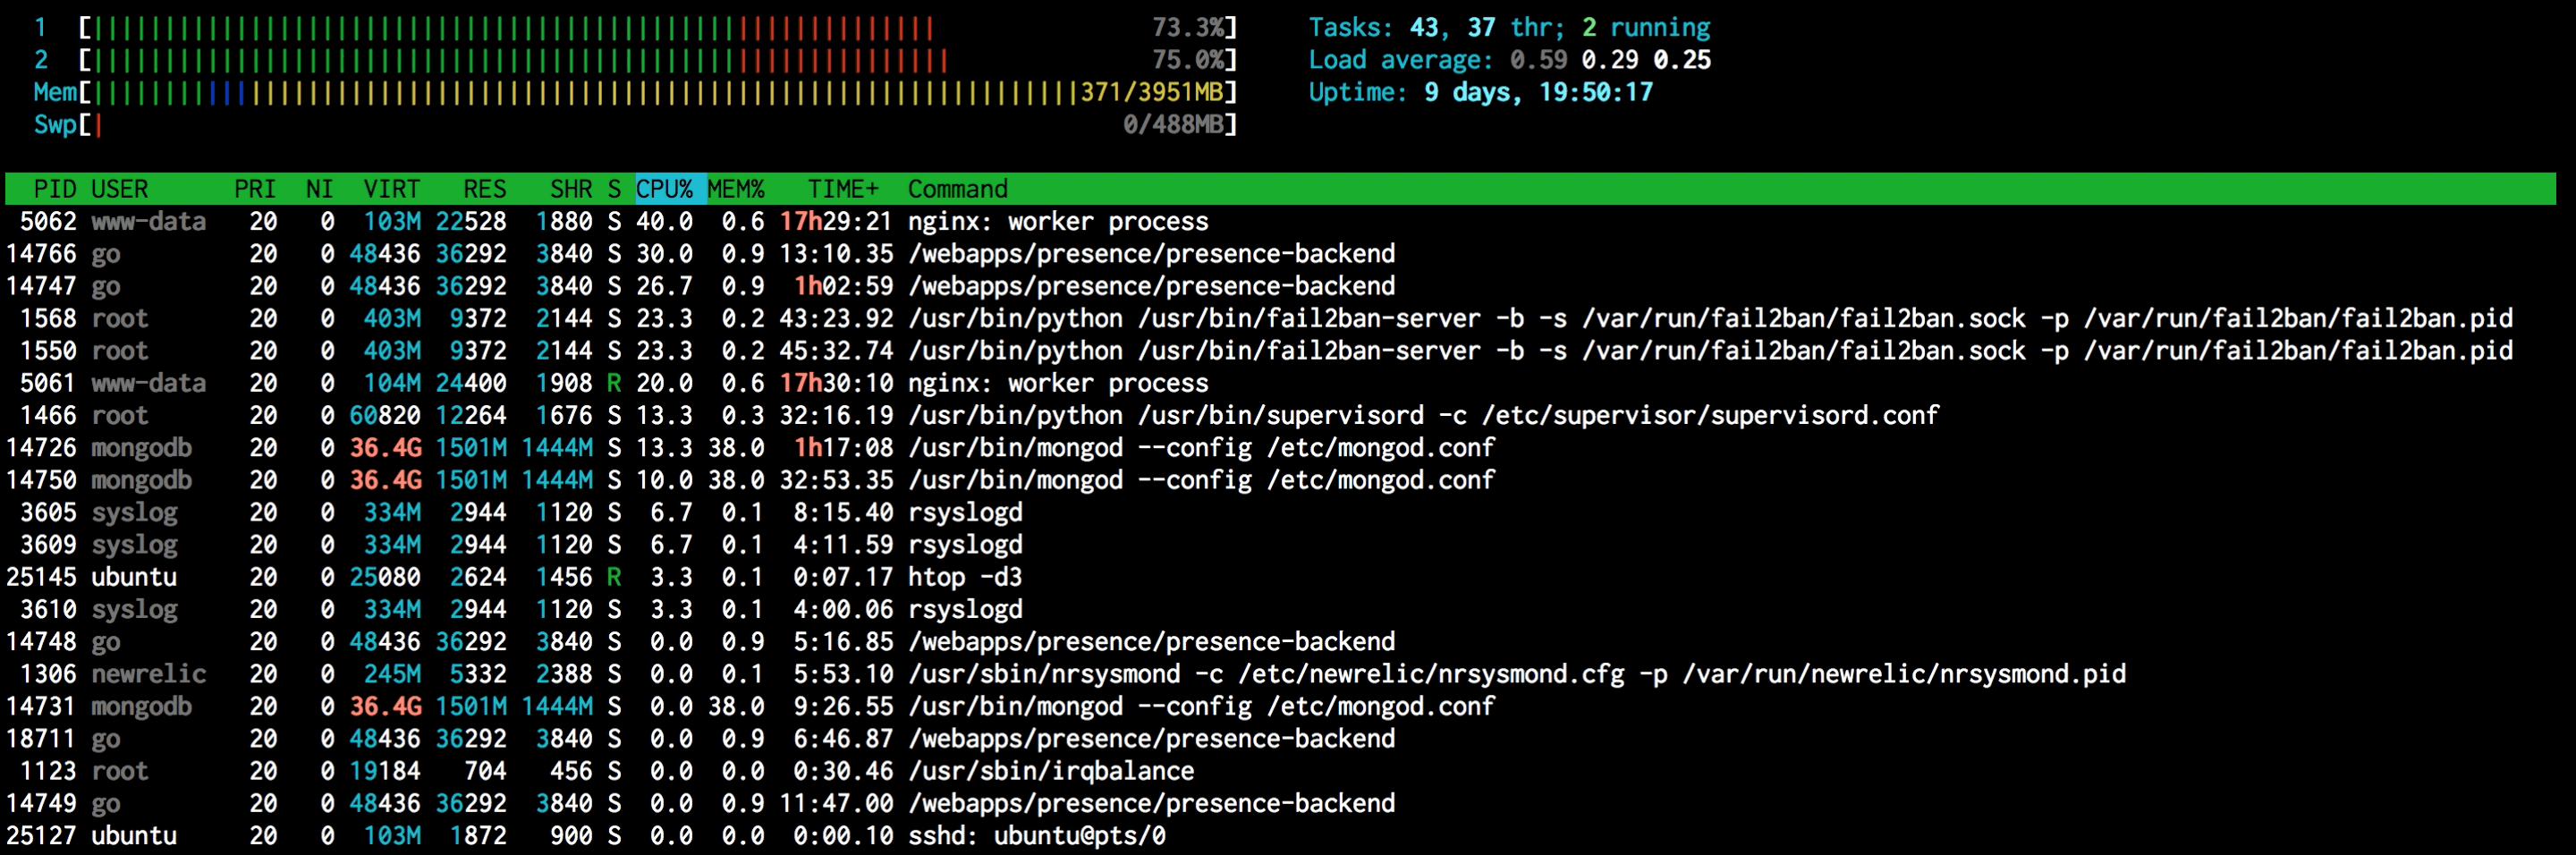 1 [||||||||||||||||||||||||||||||||||||||||||||||||||||||||||| 73.3%] Tasks: 43, 37 thr; 2 running
2 [|||||||||||||||||||||||||||||||||||||||||||||||||||||||||||| 75.0%] Load average: 0.59 0.29 0.25
Mem[|||||||||||||||||||||||||||||||||||||||||||||||||||||||||||||||||||||371/3951MB] Uptime: 9 days, 19:50:17
Swp[| 0/488MB]
PID USER PRI NI VIRT RES SHR S CPU% MEM% TIME+ Command
5062 www-data 20 0 103M 22528 1880 S 40.0 0.6 17h29:21 nginx: worker process
14766 go 20 0 48436 36292 3840 S 30.0 0.9 13:10.35 /webapps/presence/presence-backend
14747 go 20 0 48436 36292 3840 S 26.7 0.9 1h02:59 /webapps/presence/presence-backend
1568 root 20 0 403M 9372 2144 S 23.3 0.2 43:23.92 /usr/bin/python /usr/bin/fail2ban-server -b -s /var/run/fail2ban/fail2ban.sock -p /var/run/fail2ban/fail2ban.pid
1550 root 20 0 403M 9372 2144 S 23.3 0.2 45:32.74 /usr/bin/python /usr/bin/fail2ban-server -b -s /var/run/fail2ban/fail2ban.sock -p /var/run/fail2ban/fail2ban.pid
5061 www-data 20 0 104M 24400 1908 R 20.0 0.6 17h30:10 nginx: worker process
1466 root 20 0 60820 12264 1676 S 13.3 0.3 32:16.19 /usr/bin/python /usr/bin/supervisord -c /etc/supervisor/supervisord.conf
14726 mongodb 20 0 36.4G 1501M 1444M S 13.3 38.0 1h17:08 /usr/bin/mongod --config /etc/mongod.conf
14750 mongodb 20 0 36.4G 1501M 1444M S 10.0 38.0 32:53.35 /usr/bin/mongod --config /etc/mongod.conf
3605 syslog 20 0 334M 2944 1120 S 6.7 0.1 8:15.40 rsyslogd
3609 syslog 20 0 334M 2944 1120 S 6.7 0.1 4:11.59 rsyslogd
25145 ubuntu 20 0 25080 2624 1456 R 3.3 0.1 0:07.17 htop -d3
3610 syslog 20 0 334M 2944 1120 S 3.3 0.1 4:00.06 rsyslogd
14748 go 20 0 48436 36292 3840 S 0.0 0.9 5:16.85 /webapps/presence/presence-backend
1306 newrelic 20 0 245M 5332 2388 S 0.0 0.1 5:53.10 /usr/sbin/nrsysmond -c /etc/newrelic/nrsysmond.cfg -p /var/run/newrelic/nrsysmond.pid
14731 mongodb 20 0 36.4G 1501M 1444M S 0.0 38.0 9:26.55 /usr/bin/mongod --config /etc/mongod.conf
18711 go 20 0 48436 36292 3840 S 0.0 0.9 6:46.87 /webapps/presence/presence-backend
1123 root 20 0 19184 704 456 S 0.0 0.0 0:30.46 /usr/sbin/irqbalance
14749 go 20 0 48436 36292 3840 S 0.0 0.9 11:47.00 /webapps/presence/presence-backend
25127 ubuntu 20 0 103M 1872 900 S 0.0 0.0 0:00.10 sshd: ubuntu@pts/0